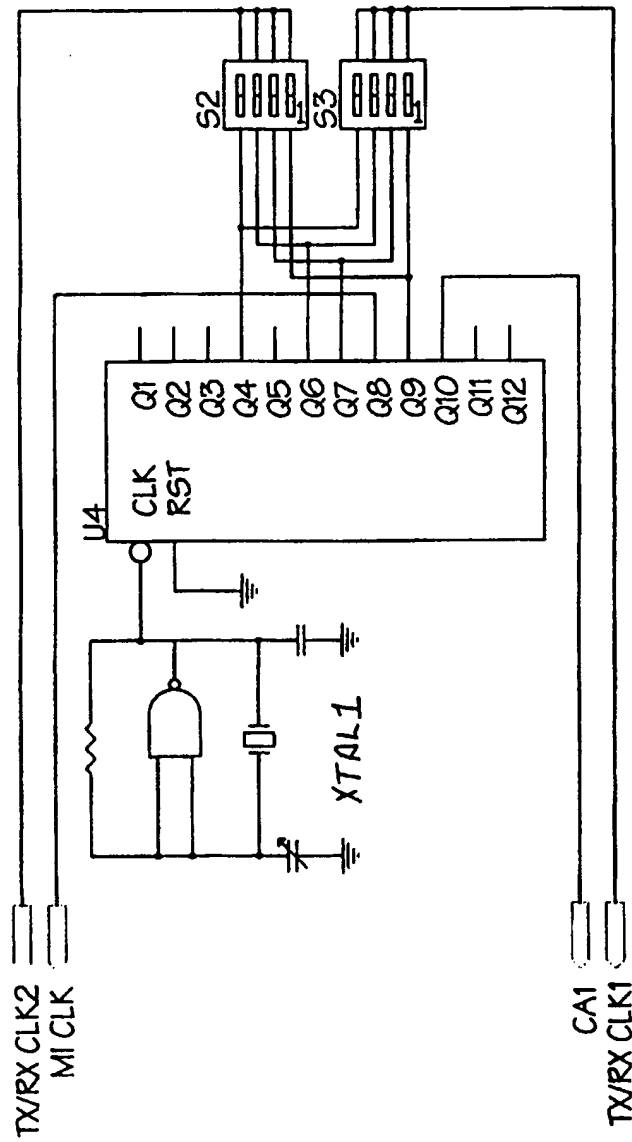 TX/RX CLK2
MI CLK
XTAL1
U4
CLK
RST
Q1
Q2
Q3
Q4
Q5
Q6
Q7
Q8
Q9
Q10
Q11
Q12
S2
1
S3
1
CA1
TX/RX CLK1